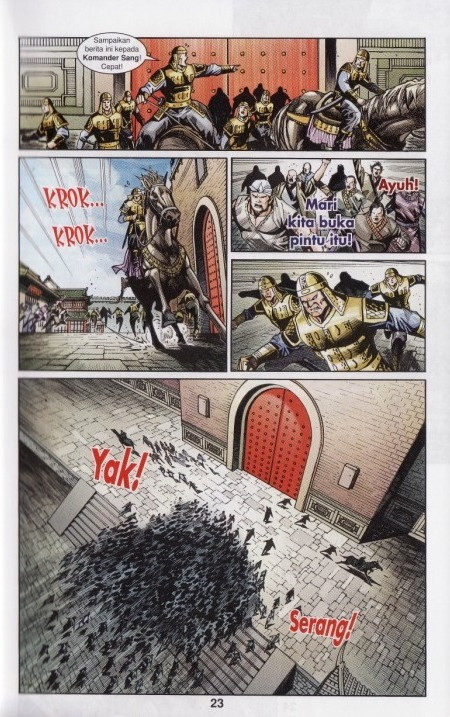 Sampaikan
berita ini kepada
Komander Sang!
Cepat!
KROK...
KROK...
Ayuh!
Mari
kita buka
pintu itu!
Yak!
Serang!
23